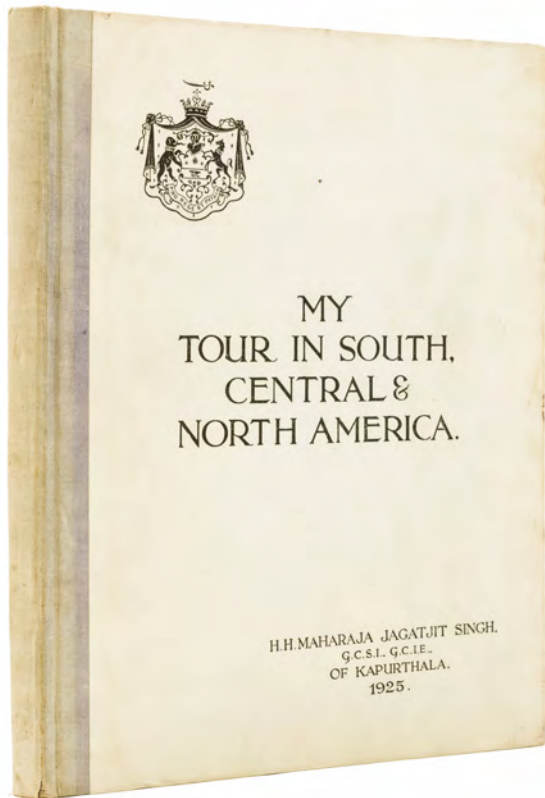 MY
TOUR IN SOUTH,
CENTRAL &
NORTH AMERICA.
H.H. MAHARAJA JAGATJIT SINGH,
G.C.S.I., G.C.I.E.,
OF KAPURTHALA.
1925.